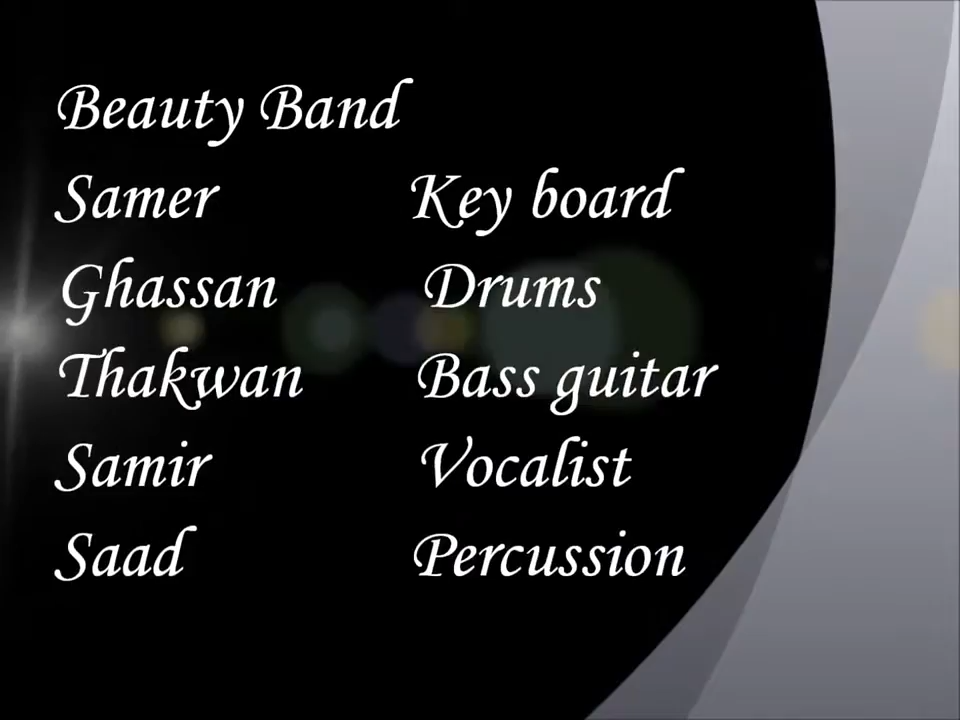 Beauty Band
Samer Key board
Ghassan Drums
Thakwan Bass guitar
Samir Vocalist
Saad Percussion